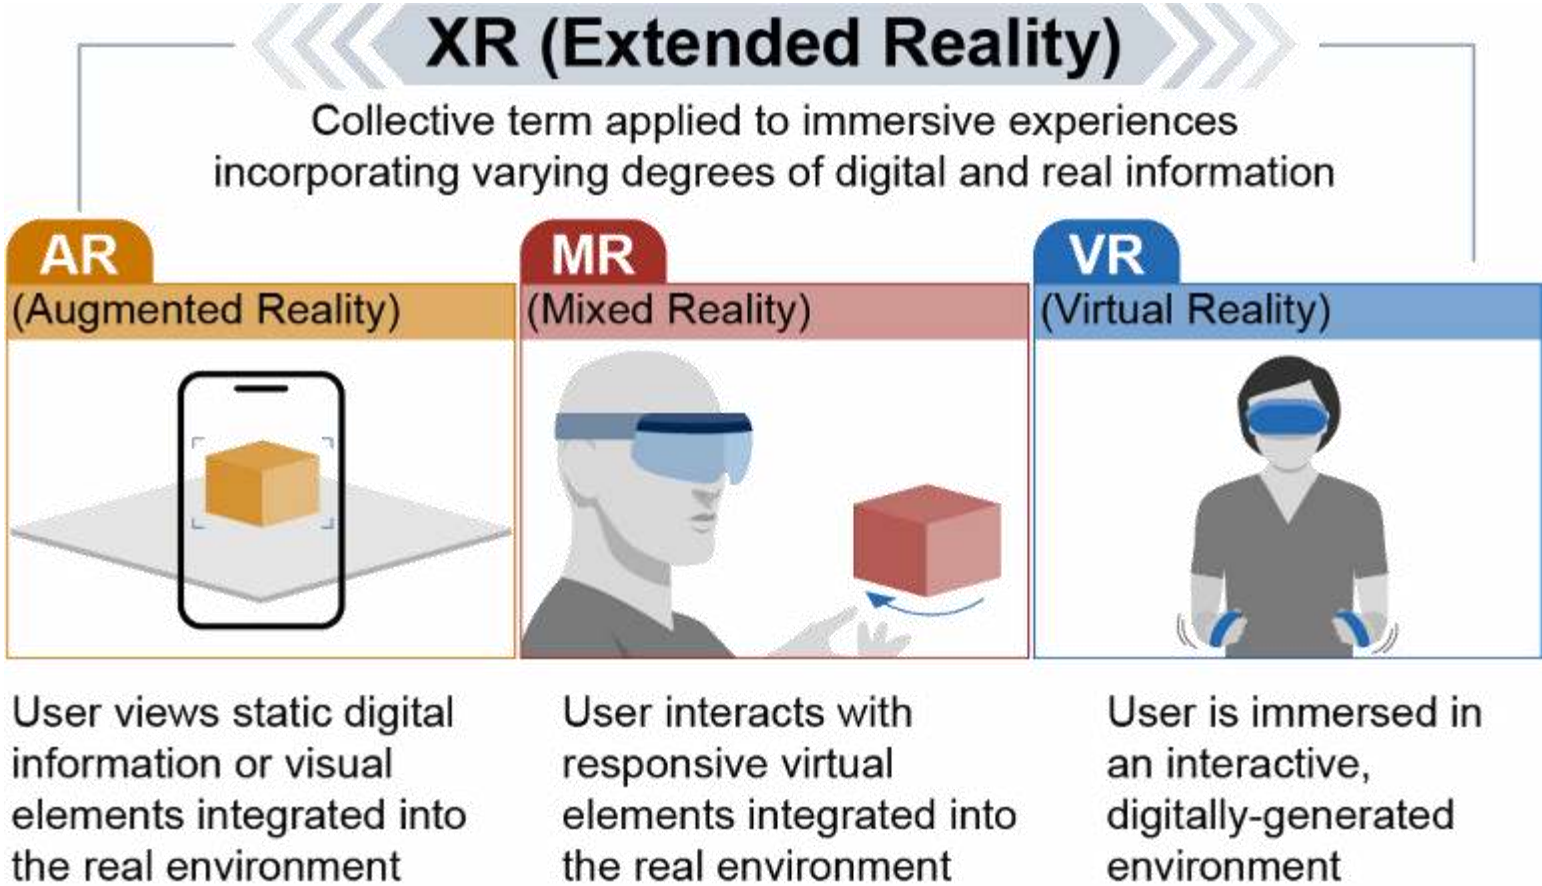 XR (Extended Reality)
Collective term applied to immersive experiences
incorporating varying degrees of digital and real information
AR
(Augmented Reality)
User views static digital
information or visual
elements integrated into
the real environment
MR
(Mixed Reality)
User interacts with
responsive virtual
elements integrated into
the real environment
VR
(Virtual Reality)
User is immersed in
an interactive,
digitally-generated
environment